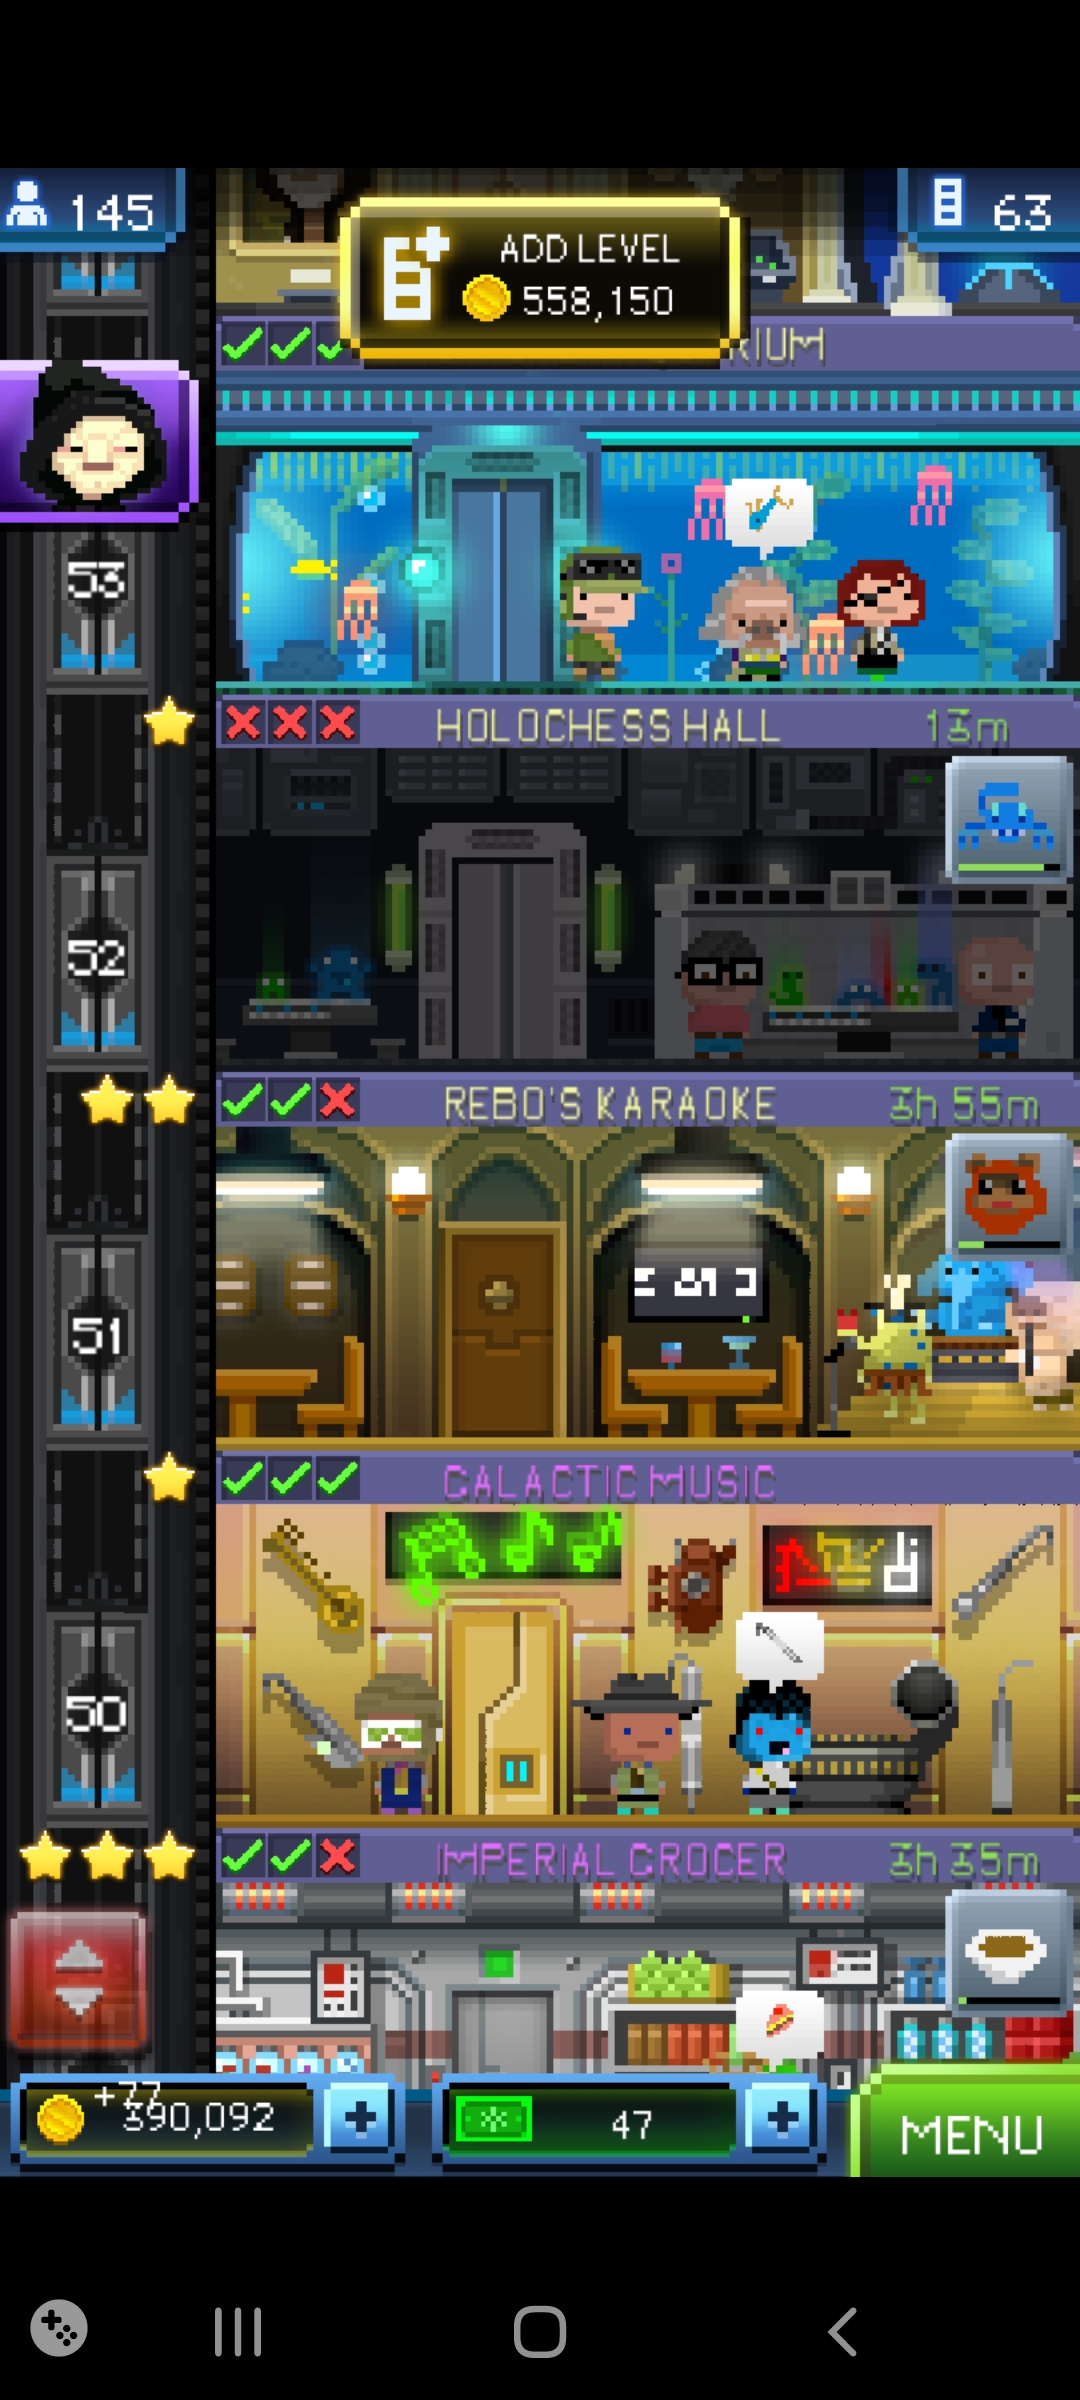 145
63
ADD LEVEL
558,150
RIUM
53
HOLOCHESS HALL 13m
52
REBO'S KARAOKE 3h 55m
51
GALACTIC MUSIC
50
IMPERIAL GROCER 3h 35m
+77
390,092
47
MENU